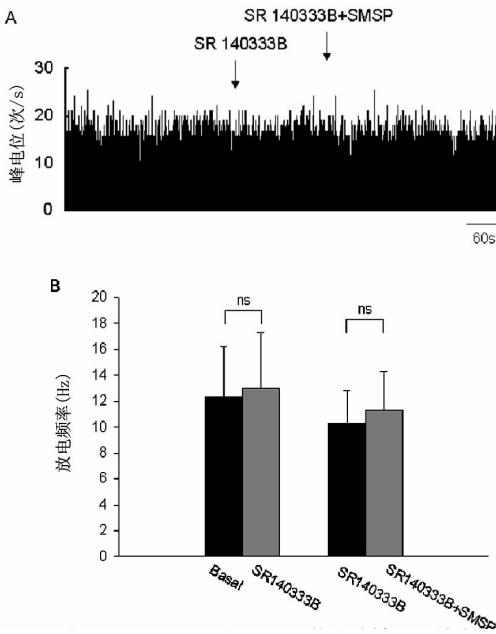 A
SR 140333B+SMSP
SR 140333B
30
20
10
0
峰电位(次/s)
60s
B
20
18
16
14
12
10
8
6
4
2
0
放电频率(Hz)
ns
ns
Basal
SR140333B
SR140333B
SR140333B+SMSP